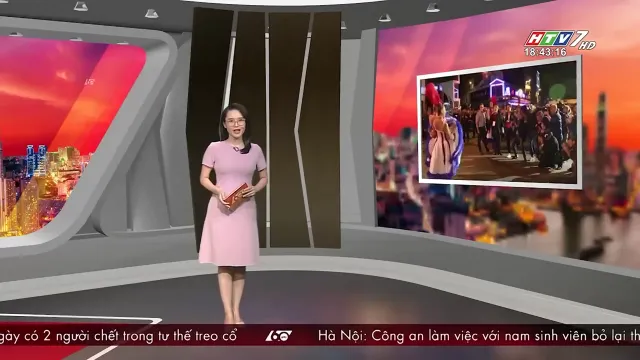 HTV7 HD
18:43:16
gày có 2 người chết trong tư thế treo cổ 60 Hà Nội: Công an làm việc với nam sinh viên bỏ lại th